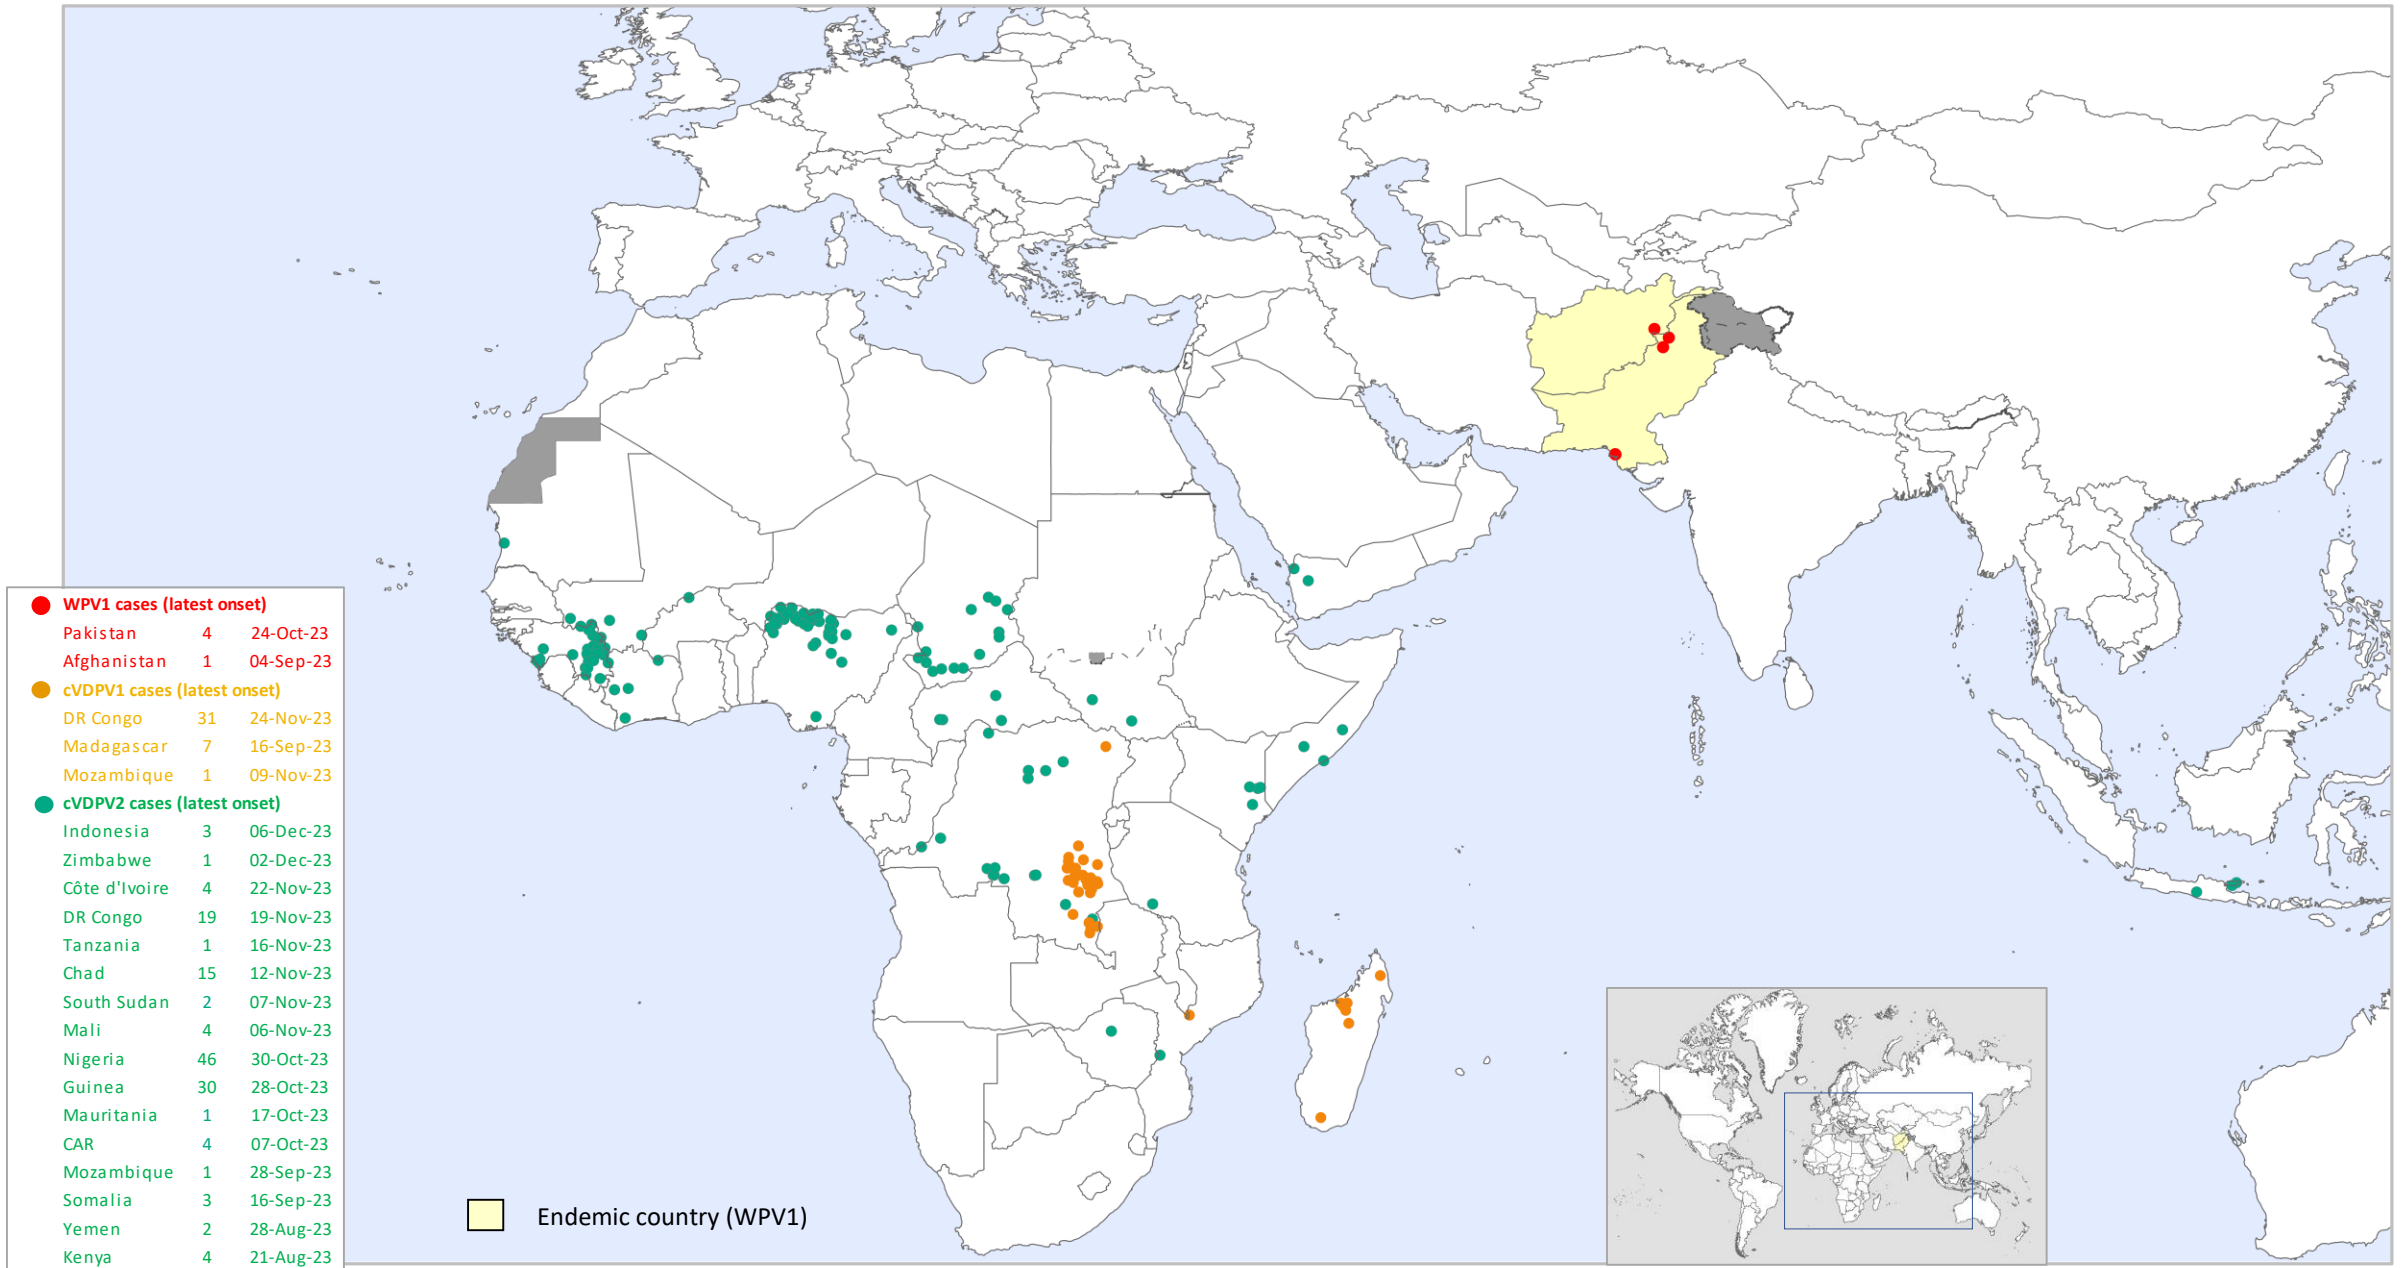 WPV1 cases (latest onset)
Pakistan 4 24-Oct-23
Afghanistan 1 04-Sep-23
cVDPV1 cases (latest onset)
DR Congo 31 24-Nov-23
Madagascar 7 16-Sep-23
Mozambique 1 09-Nov-23
cVDPV2 cases (latest onset)
Indonesia 3 06-Dec-23
Zimbabwe 1 02-Dec-23
Côte d'Ivoire 4 22-Nov-23
DR Congo 19 19-Nov-23
Tanzania 1 16-Nov-23
Chad 15 12-Nov-23
South Sudan 2 07-Nov-23
Mali 4 06-Nov-23
Nigeria 46 30-Oct-23
Guinea 30 28-Oct-23
Mauritania 1 17-Oct-23
CAR 4 07-Oct-23
Mozambique 1 28-Sep-23
Somalia 3 16-Sep-23
Yemen 2 28-Aug-23
Kenya 4 21-Aug-23
Endemic country (WPV1)